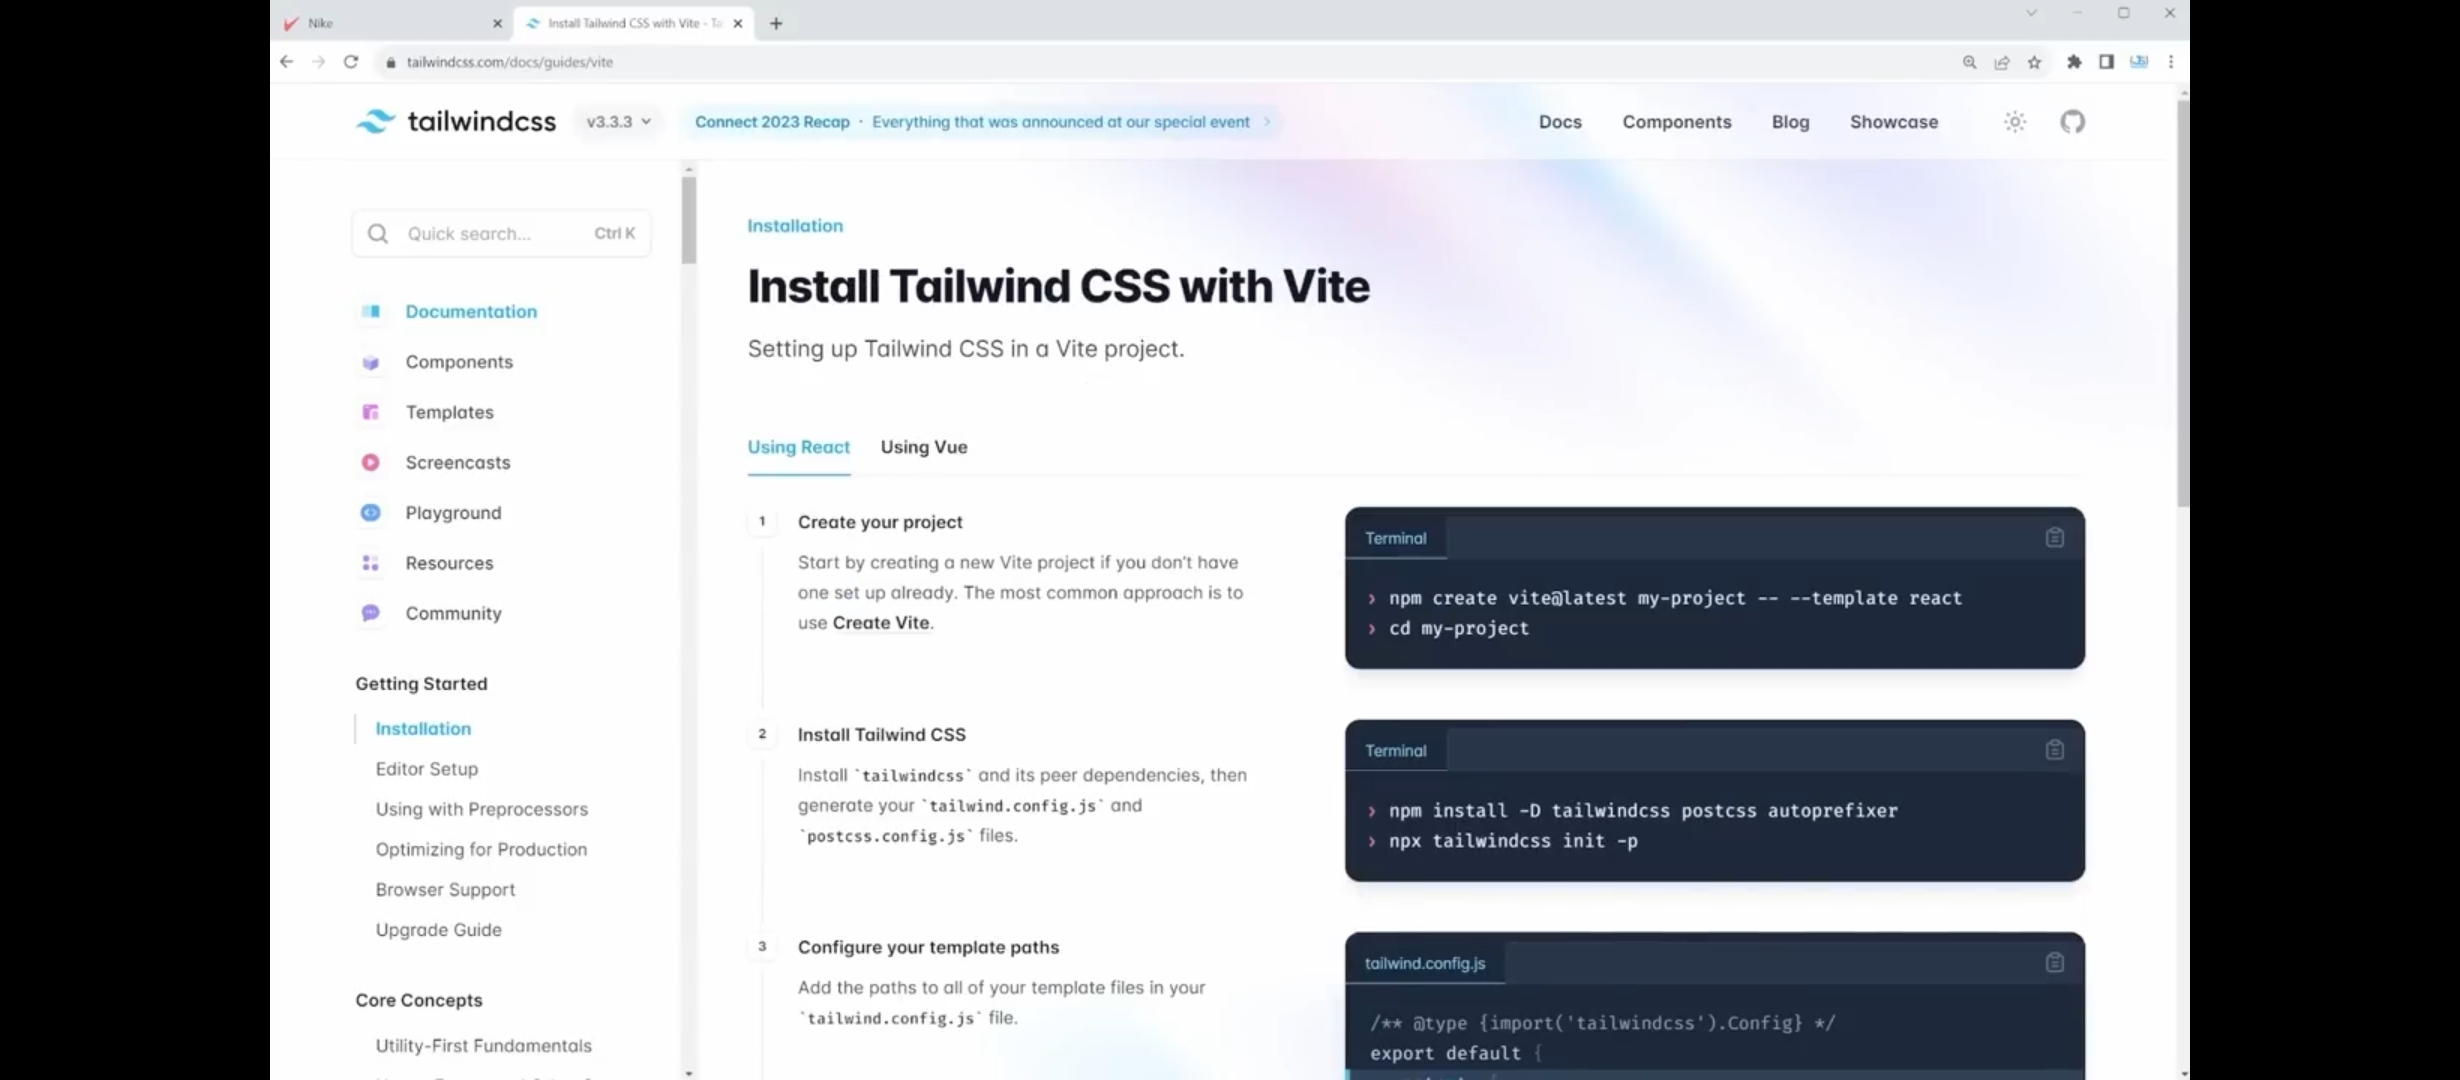 Nike
Install Tailwind CSS with Vite - Ta
tailwindcss.com/docs/guides/vite
tailwindcss
v3.3.3
Connect 2023 Recap · Everything that was announced at our special event
Docs
Components
Blog
Showcase
Quick search...
Ctrl K
Documentation
Components
Templates
Screencasts
Playground
Resources
Community
Getting Started
Installation
Editor Setup
Using with Preprocessors
Optimizing for Production
Browser Support
Upgrade Guide
Core Concepts
Utility-First Fundamentals
Installation
Install Tailwind CSS with Vite
Setting up Tailwind CSS in a Vite project.
Using React
Using Vue
1
Create your project
Start by creating a new Vite project if you don't have
one set up already. The most common approach is to
use Create Vite.
Terminal
› npm create vite@latest my-project -- --template react
› cd my-project
2
Install Tailwind CSS
Install `tailwindcss` and its peer dependencies, then
generate your `tailwind.config.js` and
`postcss.config.js` files.
Terminal
› npm install -D tailwindcss postcss autoprefixer
› npx tailwindcss init -p
3
Configure your template paths
Add the paths to all of your template files in your
`tailwind.config.js` file.
tailwind.config.js
/** @type {import('tailwindcss').Config} */
export default {